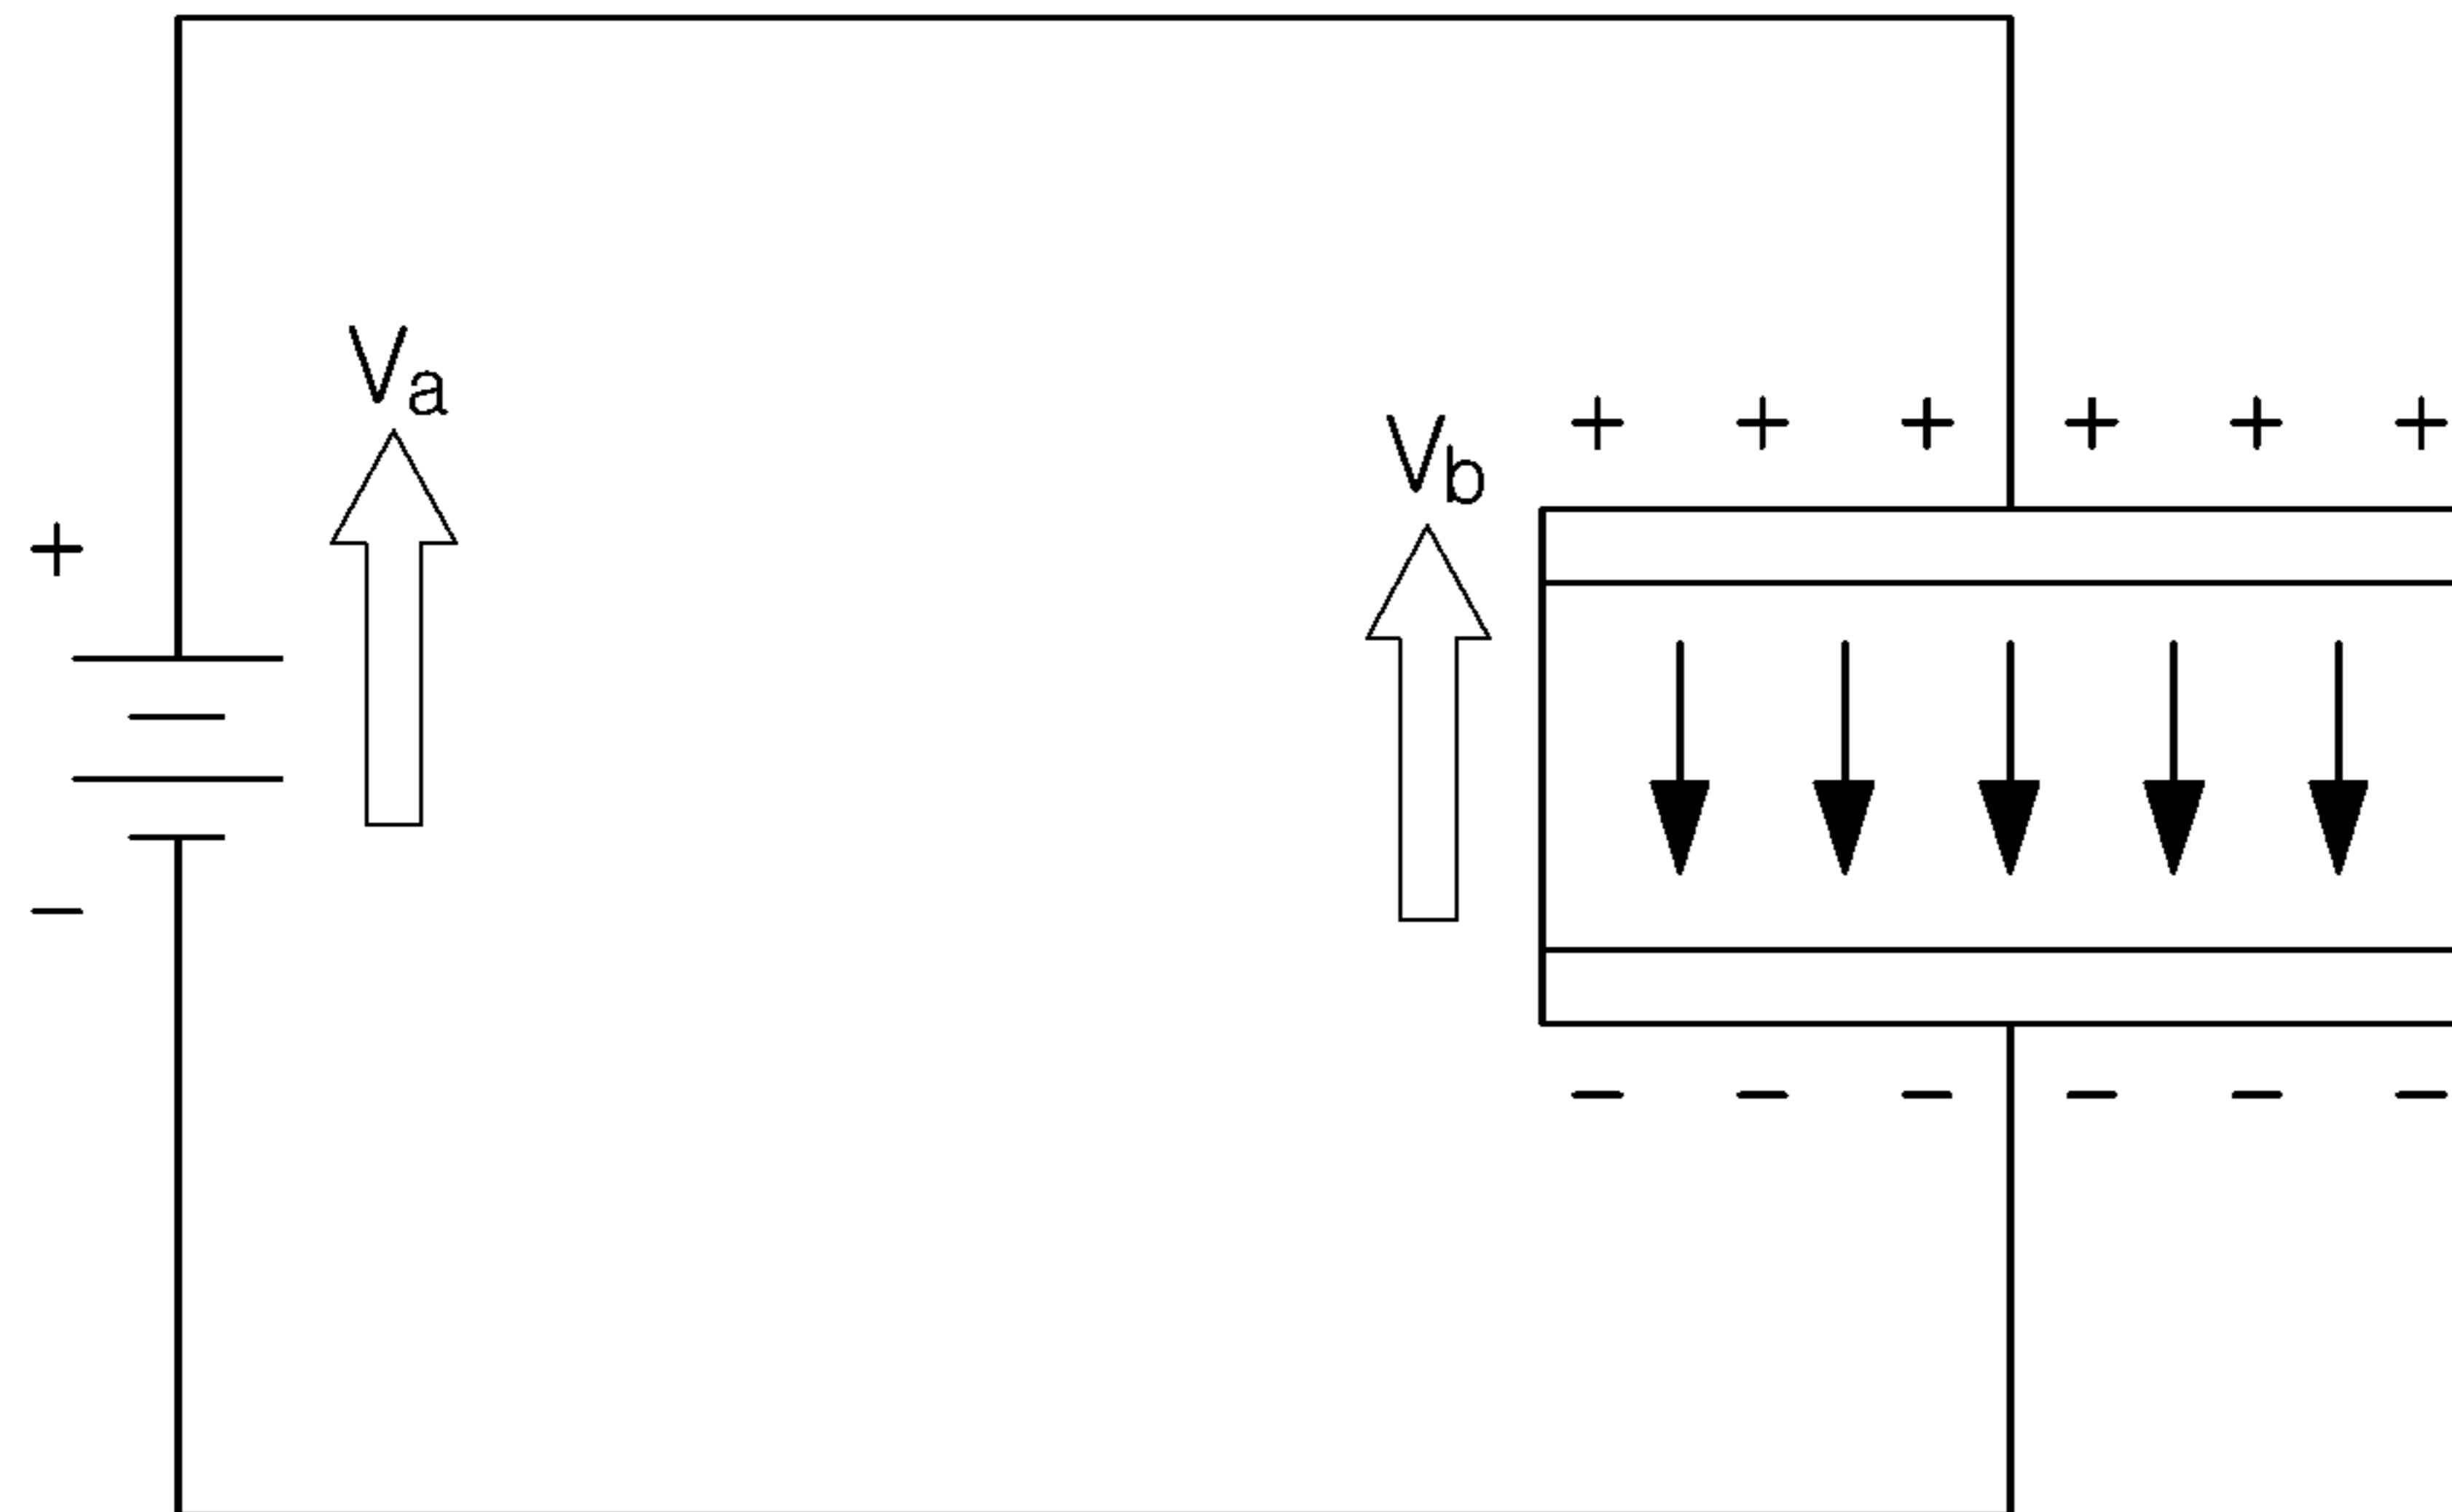 Va
Vb
+ + + + + +
+
−
− − − − − −